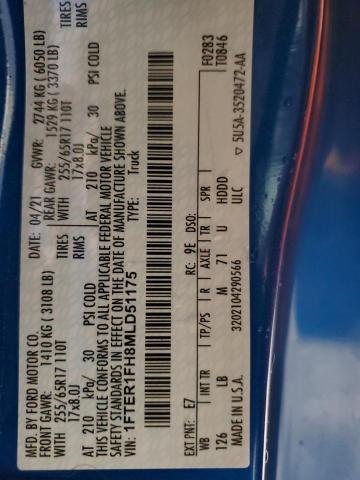 MFD. BY FORD MOTOR CO.
DATE: 04/21 GVWR: 2744 KG ( 6050 LB)
FRONT GAWR: 1410 KG ( 3108 LB) REAR GAWR: 1529 KG ( 3370 LB)
WITH 255/65R17 110T TIRES WITH 255/65R17 110T TIRES
17x8.0J RIMS 17x8.0J RIMS
AT 210 kPa/ 30 PSI COLD AT 210 kPa/ 30 PSI COLD
THIS VEHICLE CONFORMS TO ALL APPLICABLE FEDERAL MOTOR VEHICLE
SAFETY STANDARDS IN EFFECT ON THE DATE OF MANUFACTURE SHOWN ABOVE.
VIN: 1FTER1FH8MLD51175 TYPE: Truck
F0283
T0846
EXT PNT: E7 RC: 9E DSO:
WB INT TR TP/PS R AXLE TR SPR
126 LB M 71 U HDDD
3202104290566 ULC
MADE IN U.S.A.
▽ 5U5A-3520472-AA